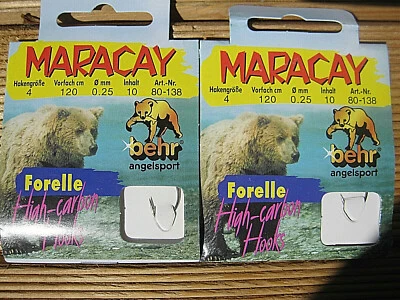 MARACAY
Hakengröße Vorfach cm Ø mm Inhalt Art.-Nr.
4 120 0.25 10 80-138
behr
angelsport
Forelle
High-carbon
Hooks
MARACAY
Hakengröße Vorfach cm Ø mm Inhalt Art.-Nr.
4 120 0.25 10 80-138
behr
angelsport
Forelle
High-carbon
Hooks